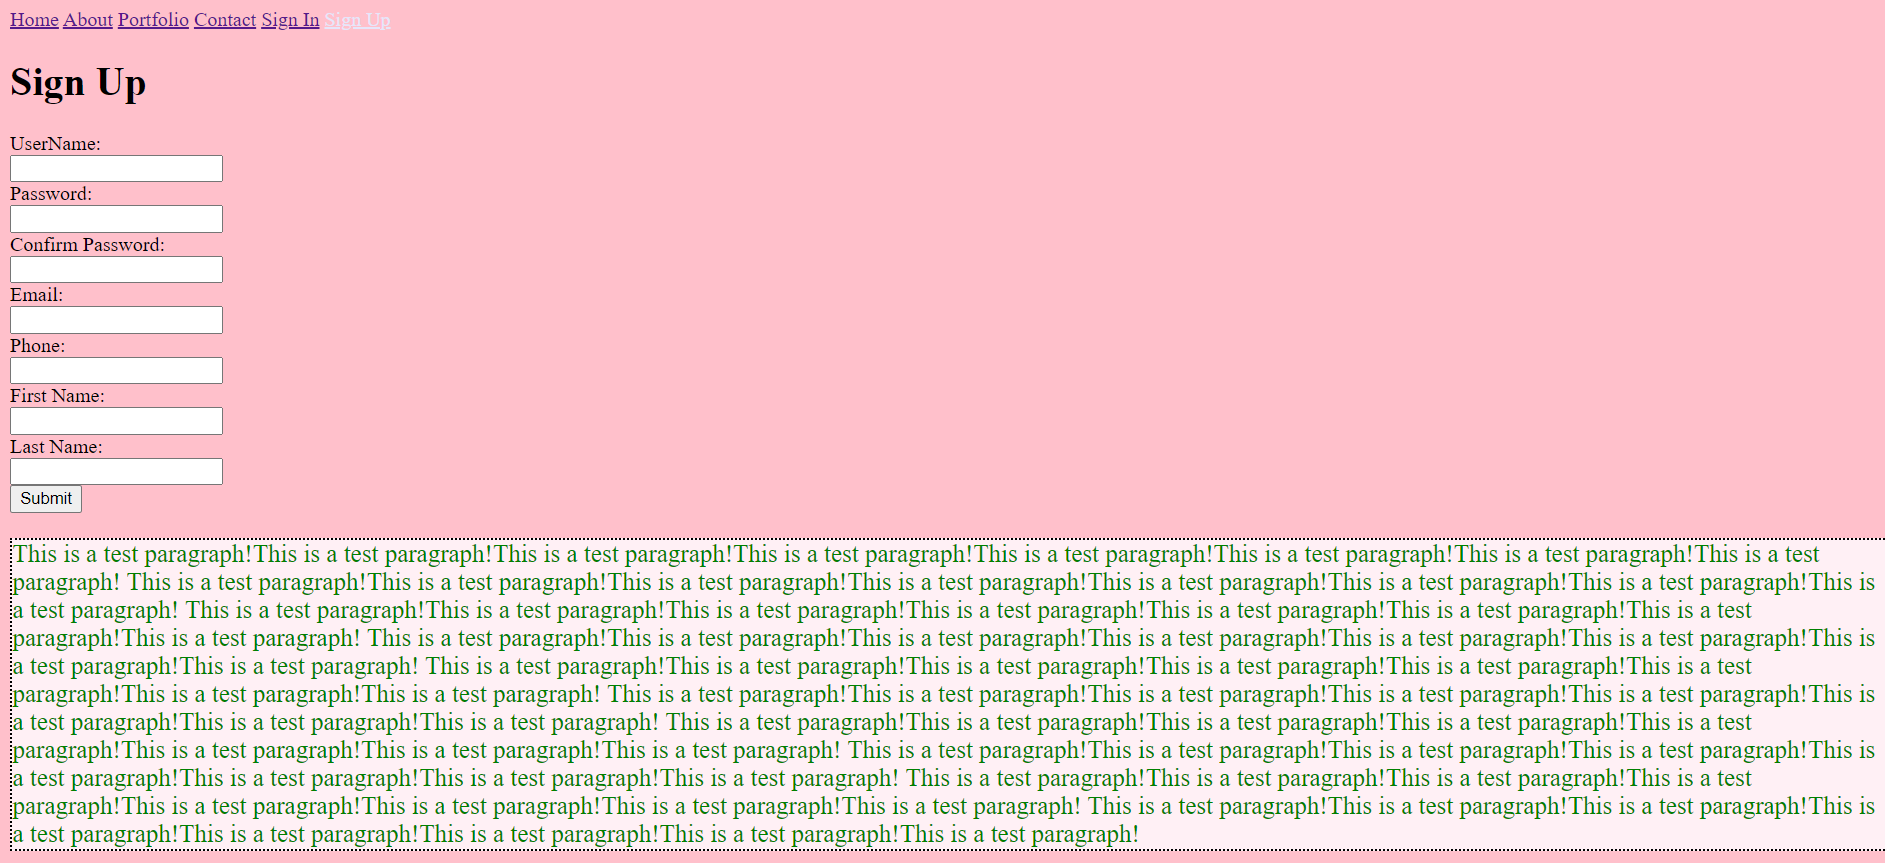 Home About Portfolio Contact Sign In Sign Up
Sign Up
UserName:
Password:
Confirm Password:
Email:
Phone:
First Name:
Last Name:
Submit
This is a test paragraph!This is a test paragraph!This is a test paragraph!This is a test paragraph!This is a test paragraph!This is a test paragraph!This is a test paragraph!This is a test
paragraph! This is a test paragraph!This is a test paragraph!This is a test paragraph!This is a test paragraph!This is a test paragraph!This is a test paragraph!This is a test paragraph!This is
a test paragraph! This is a test paragraph!This is a test paragraph!This is a test paragraph!This is a test paragraph!This is a test paragraph!This is a test paragraph!This is a test
paragraph!This is a test paragraph! This is a test paragraph!This is a test paragraph!This is a test paragraph!This is a test paragraph!This is a test paragraph!This is a test paragraph!This is
a test paragraph!This is a test paragraph! This is a test paragraph!This is a test paragraph!This is a test paragraph!This is a test paragraph!This is a test paragraph!This is a test
paragraph!This is a test paragraph!This is a test paragraph! This is a test paragraph!This is a test paragraph!This is a test paragraph!This is a test paragraph!This is a test paragraph!This is
a test paragraph!This is a test paragraph!This is a test paragraph! This is a test paragraph!This is a test paragraph!This is a test paragraph!This is a test paragraph!This is a test
paragraph!This is a test paragraph!This is a test paragraph!This is a test paragraph! This is a test paragraph!This is a test paragraph!This is a test paragraph!This is a test paragraph!This is
a test paragraph!This is a test paragraph!This is a test paragraph!This is a test paragraph! This is a test paragraph!This is a test paragraph!This is a test paragraph!This is a test
paragraph!This is a test paragraph!This is a test paragraph!This is a test paragraph!This is a test paragraph! This is a test paragraph!This is a test paragraph!This is a test paragraph!This is
a test paragraph!This is a test paragraph!This is a test paragraph!This is a test paragraph!This is a test paragraph!